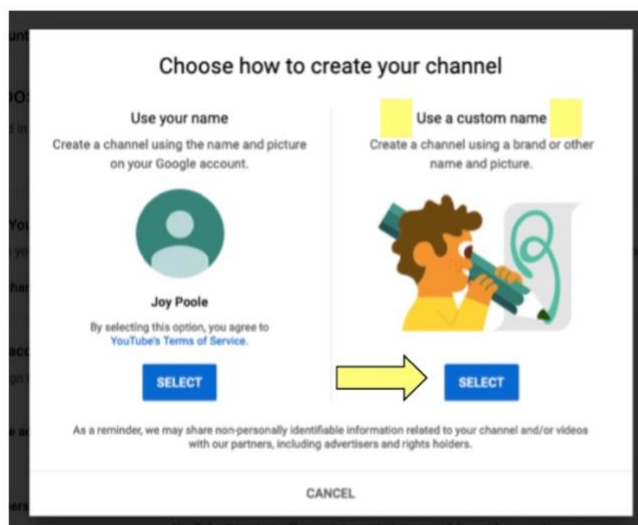 Choose how to create your channel
Use your name
Create a channel using the name and picture
on your Google account.
Joy Poole
By selecting this option, you agree to
YouTube's Terms of Service.
SELECT
Use a custom name
Create a channel using a brand or other
name and picture.
SELECT
As a reminder, we may share non-personally identifiable information related to your channel and/or videos
with our partners, including advertisers and rights holders.
CANCEL